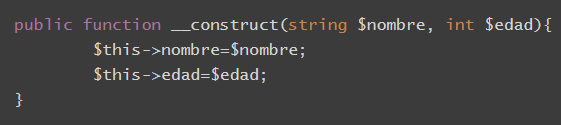 public function __construct(string $nombre, int $edad){
        $this->nombre=$nombre;
        $this->edad=$edad;
}